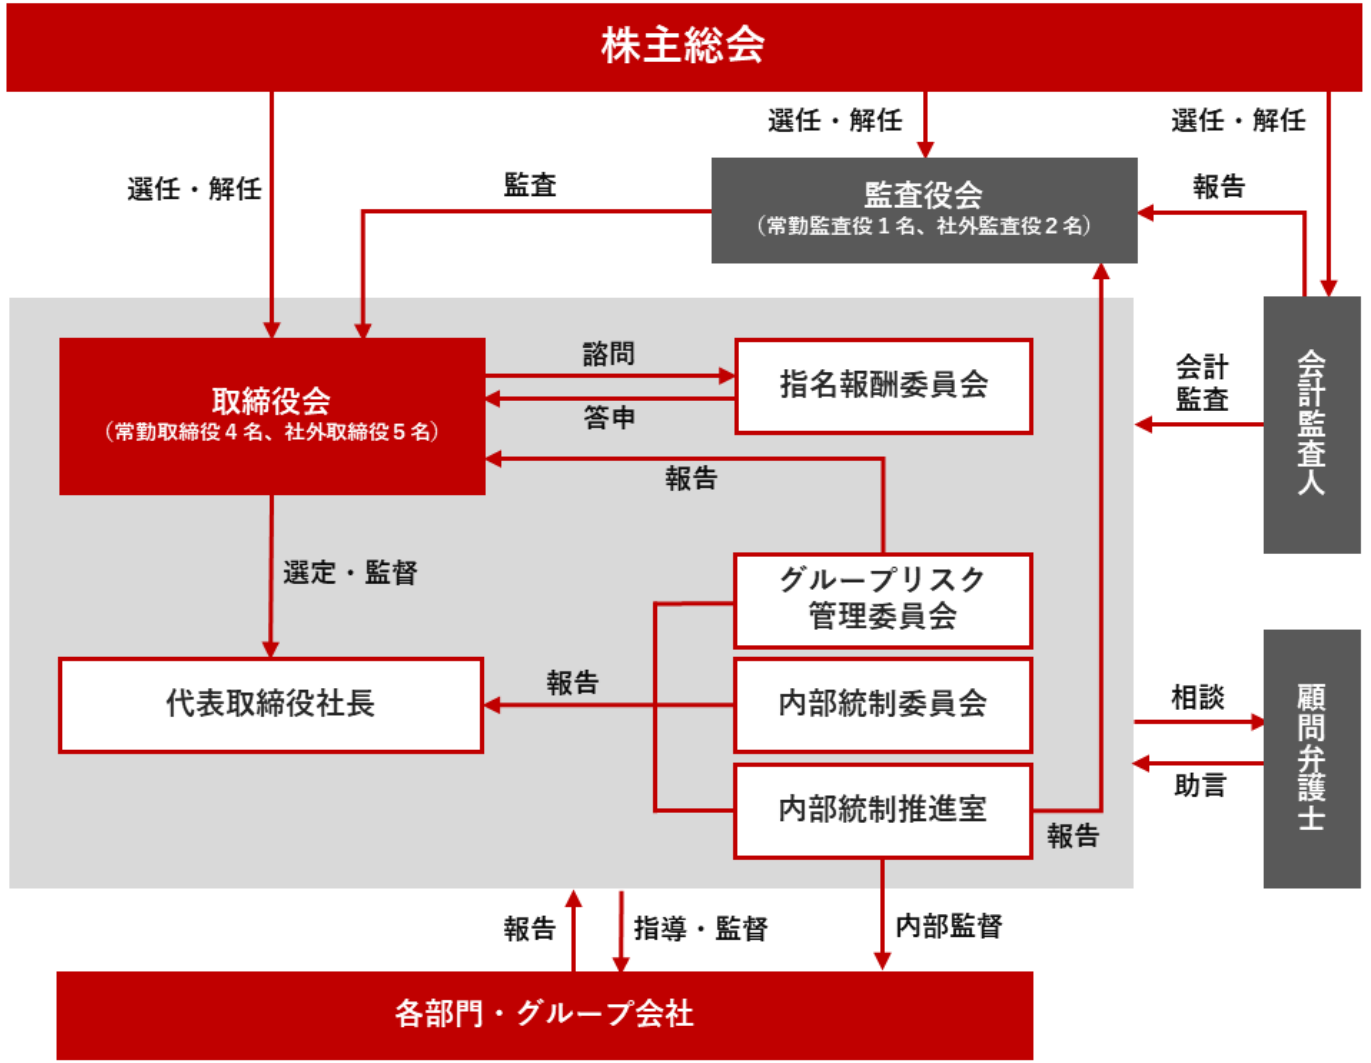 株主総会
選任・解任
選任・解任
選任・解任
監査
監査役会
（常勤監査役１名、社外監査役２名）
報告
取締役会
（常勤取締役４名、社外取締役５名）
諮問
答申
指名報酬委員会
会計
監査
会計監査人
報告
選定・監督
グループリスク
管理委員会
代表取締役社長
報告
内部統制委員会
内部統制推進室
報告
相談
助言
顧問弁護士
報告
指導・監督
内部監督
各部門・グループ会社